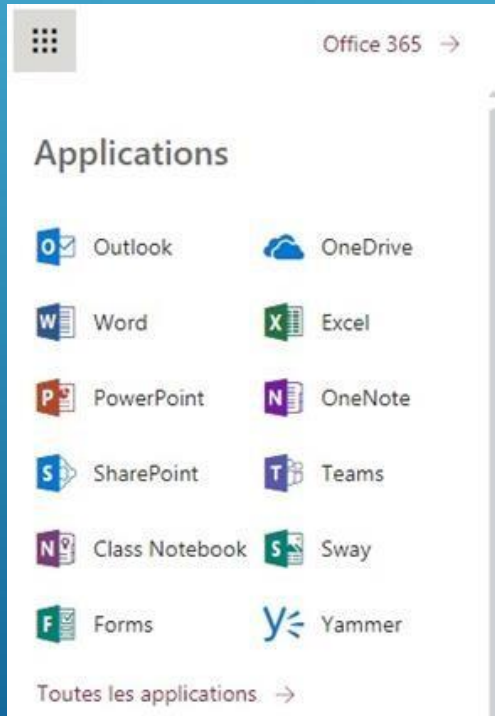 Office 365 →
Applications
Outlook OneDrive
Word Excel
PowerPoint OneNote
SharePoint Teams
Class Notebook Sway
Forms Yammer
Toutes les applications →